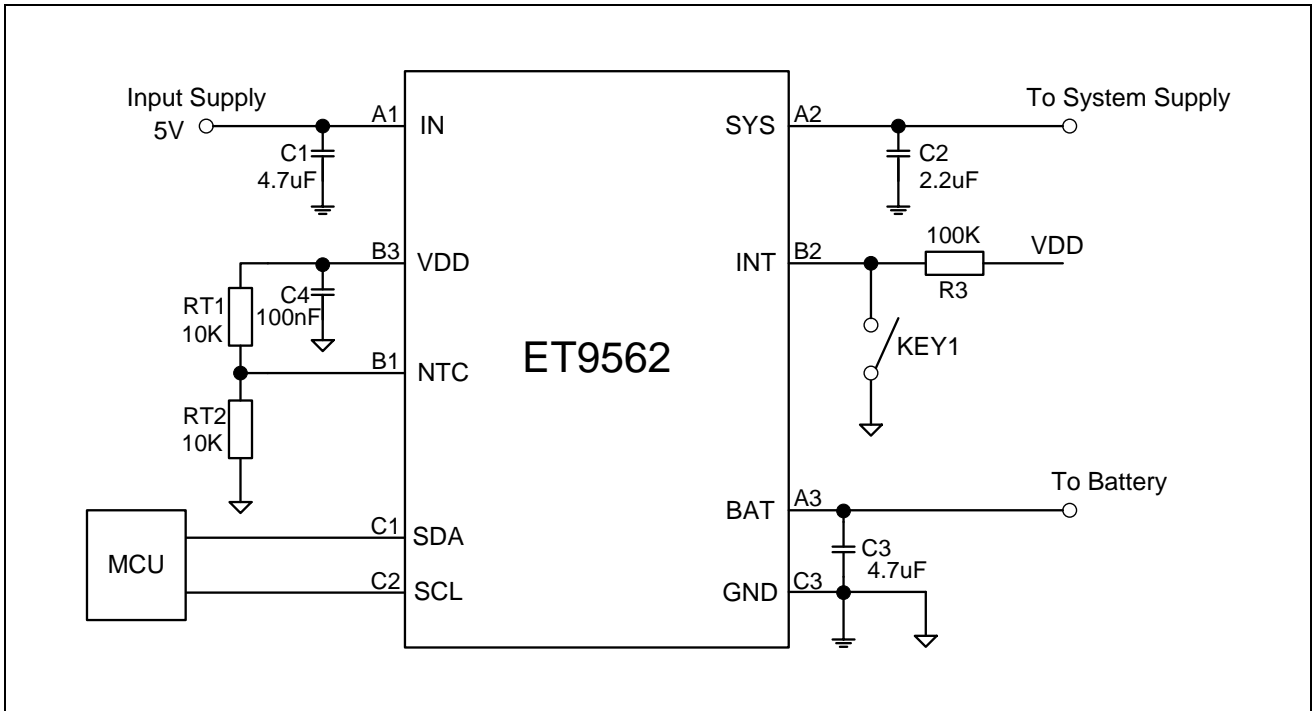 Input Supply
5V
C1
4.7uF
A1
IN
SYS
A2
To System Supply
C2
2.2uF
B3
VDD
RT1
10K
C4
100nF
B1
NTC
RT2
10K
ET9562
INT
B2
100K
R3
VDD
KEY1
MCU
C1
SDA
C2
SCL
BAT
A3
To Battery
C3
4.7uF
GND
C3